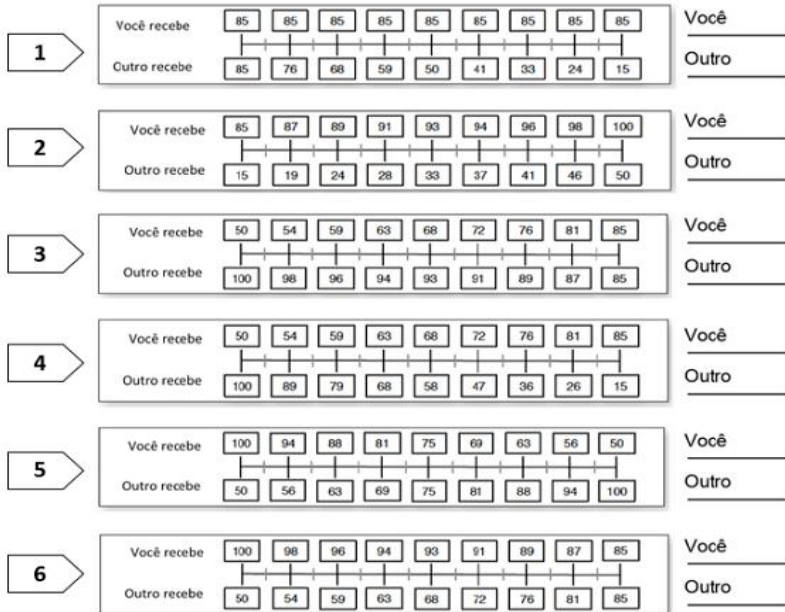 Você recebe 85 85 85 85 85 85 85 85 85 Você
1
Outro recebe 85 76 68 59 50 41 33 24 15 Outro
Você recebe 85 87 89 91 93 94 96 98 100 Você
2
Outro recebe 15 19 24 28 33 37 41 46 50 Outro
Você recebe 50 54 59 63 68 72 76 81 85 Você
3
Outro recebe 100 98 96 94 93 91 89 87 85 Outro
Você recebe 50 54 59 63 68 72 76 81 85 Você
4
Outro recebe 100 89 79 68 58 47 36 26 15 Outro
Você recebe 100 94 88 81 75 69 63 56 50 Você
5
Outro recebe 50 56 63 69 75 81 88 94 100 Outro
Você recebe 100 98 96 94 93 91 89 87 85 Você
6
Outro recebe 50 54 59 63 68 72 76 81 85 Outro